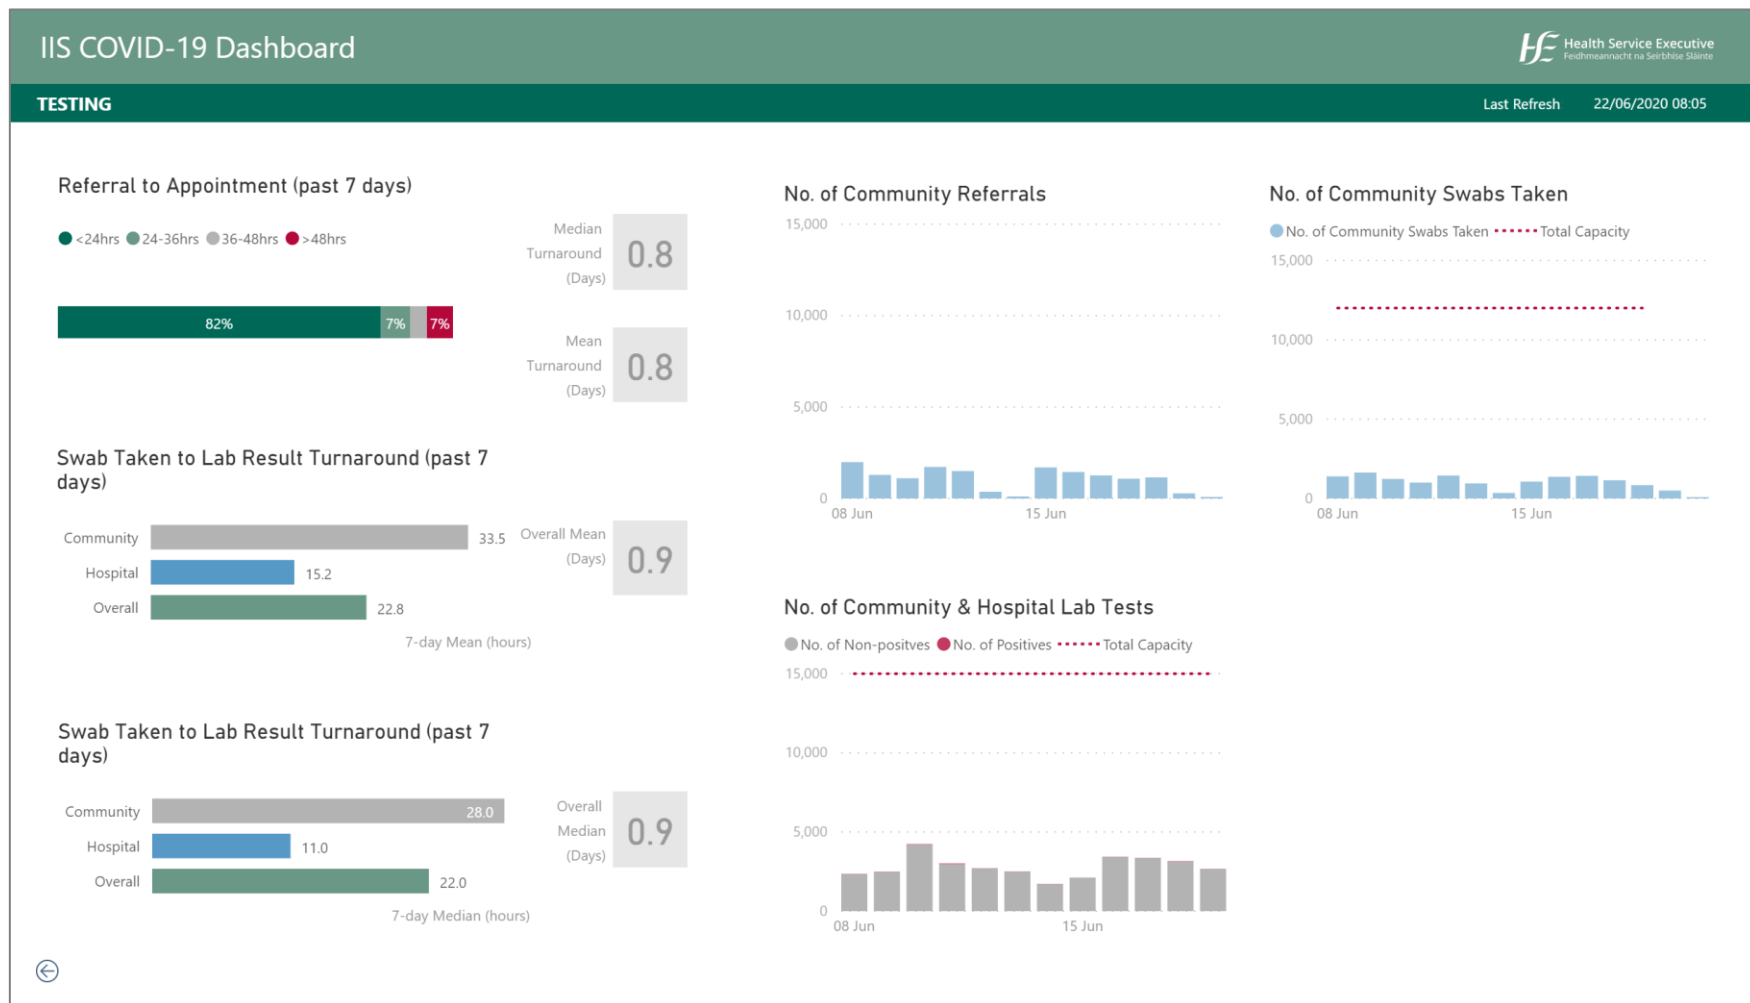 IIS COVID-19 Dashboard
Health Service Executive
Feidhmeannacht na Seirbhíse Sláinte
TESTING
Last Refresh 22/06/2020 08:05
Referral to Appointment (past 7 days)
<24hrs 24-36hrs 36-48hrs >48hrs
82% 7% 7%
Median
Turnaround
(Days)
0.8
Mean
Turnaround
(Days)
0.8
Swab Taken to Lab Result Turnaround (past 7
days)
Community 33.5
Hospital 15.2
Overall 22.8
7-day Mean (hours)
Overall Mean
(Days)
0.9
Swab Taken to Lab Result Turnaround (past 7
days)
Community 28.0
Hospital 11.0
Overall 22.0
7-day Median (hours)
Overall
Median
(Days)
0.9
No. of Community Referrals
15,000
10,000
5,000
0
08 Jun 15 Jun
No. of Community Swabs Taken
No. of Community Swabs Taken Total Capacity
15,000
10,000
5,000
0
08 Jun 15 Jun
No. of Community & Hospital Lab Tests
No. of Non-positves No. of Positives Total Capacity
15,000
10,000
5,000
0
08 Jun 15 Jun